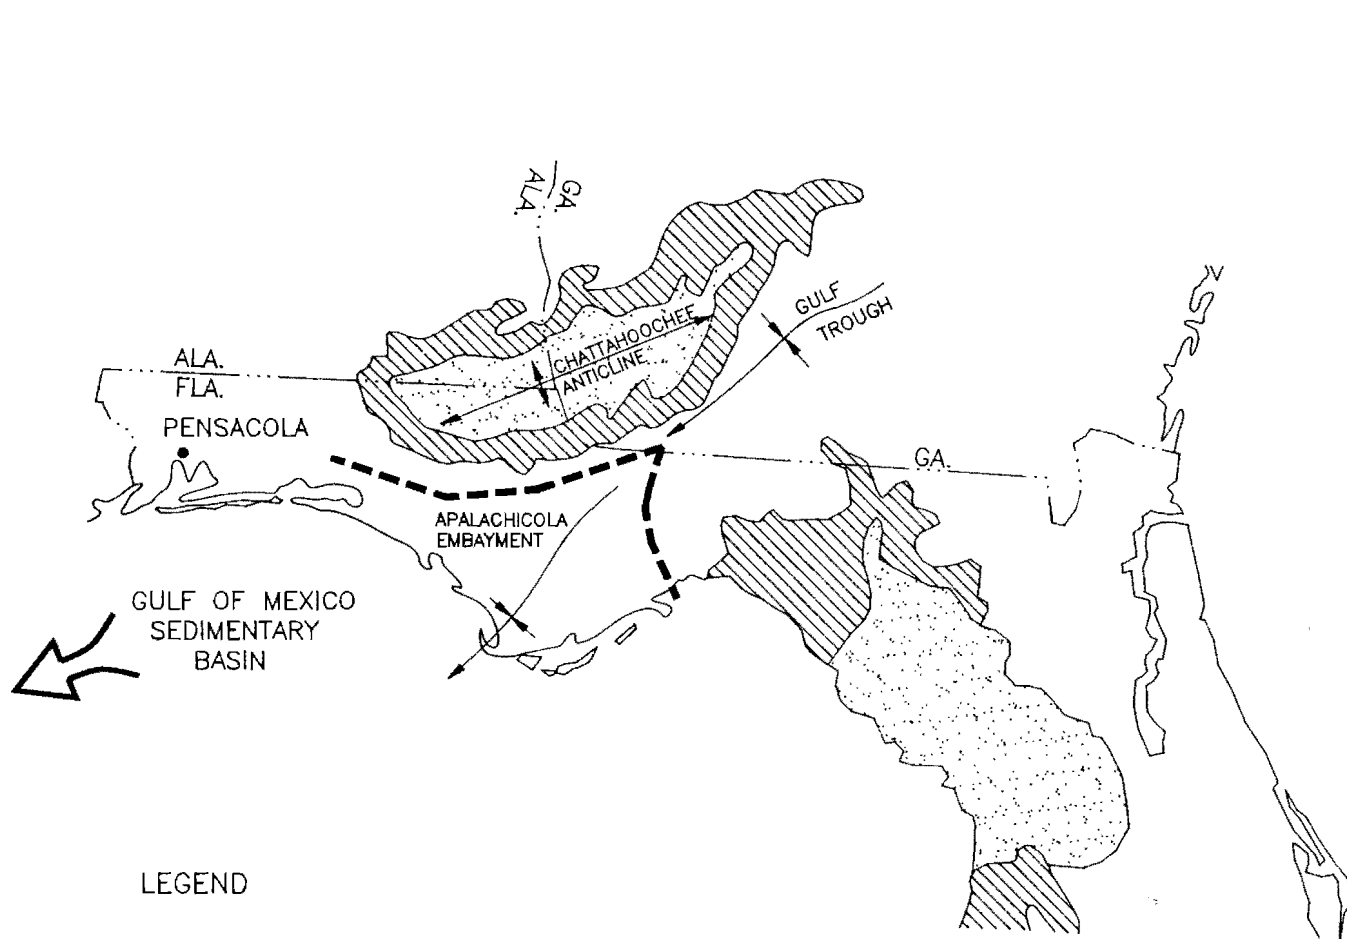 GA.
ALA.
GULF
TROUGH
CHATTAHOOCHEE
ANTICLINE
ALA.
FLA.
PENSACOLA
GA.
APALACHICOLA
EMBAYMENT
GULF OF MEXICO
SEDIMENTARY
BASIN
LEGEND